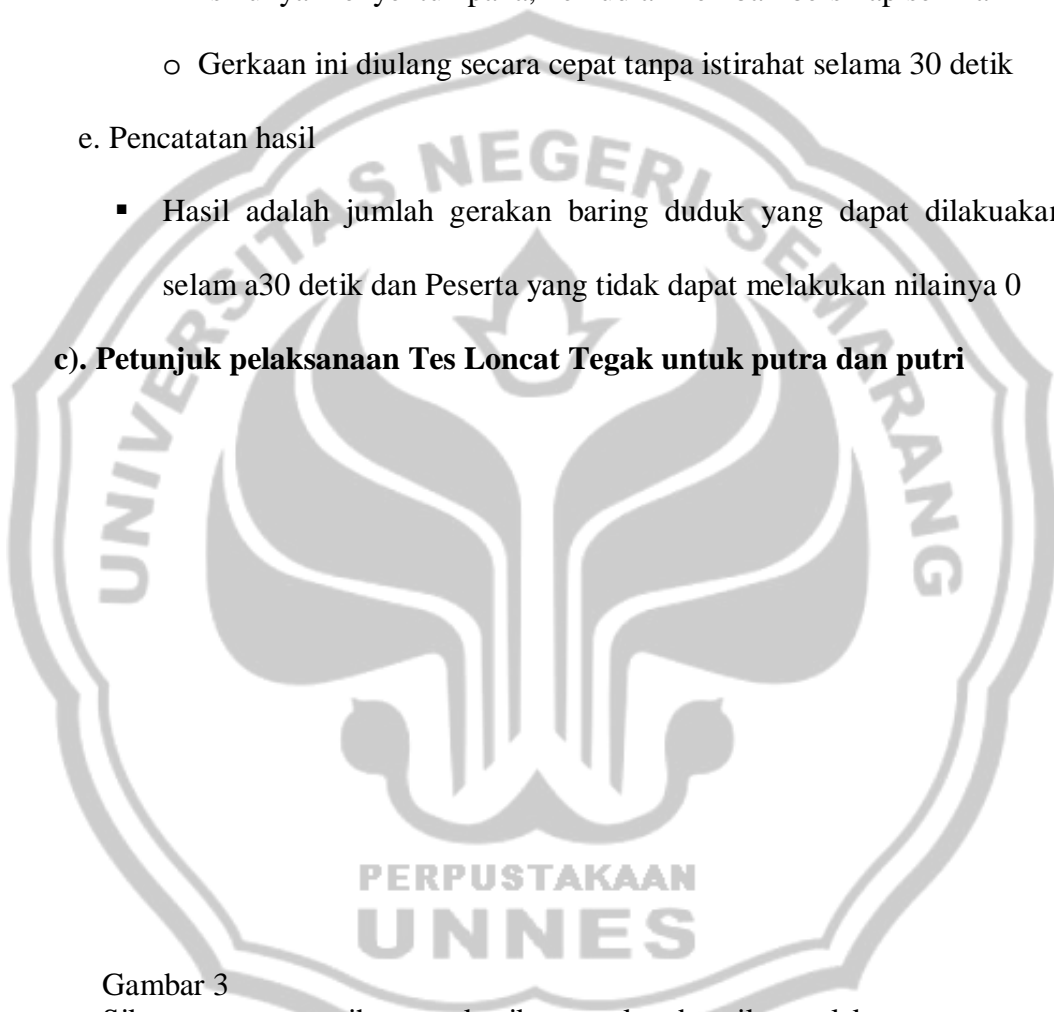 o Gerkaan ini diulang secara cepat tanpa istirahat selama 30 detik
e. Pencatatan hasil
▪ Hasil adalah jumlah gerakan baring duduk yang dapat dilakuakan
selam a30 detik dan Peserta yang tidak dapat melakukan nilainya 0
c). Petunjuk pelaksanaan Tes Loncat Tegak untuk putra dan putri
UNIVERSITAS NEGERI SEMARANG
PERPUSTAKAAN
UNNES
Gambar 3